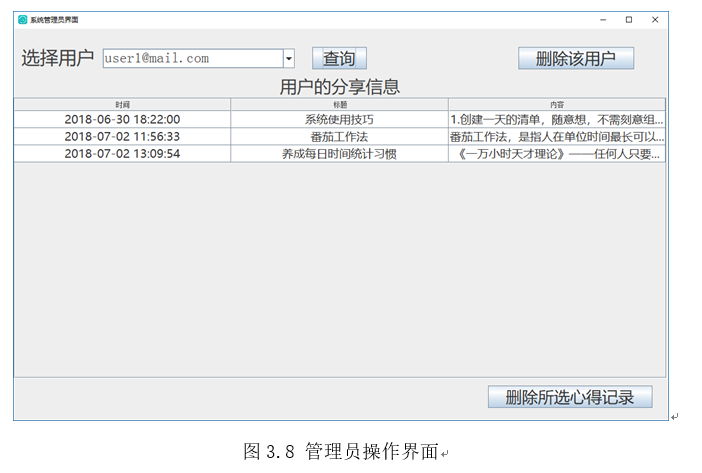 系统管理员界面
选择用户 user1@mail.com 查询 删除该用户
用户的分享信息
时间 标题 内容
2018-06-30 18:22:00 系统使用技巧 1.创建一天的清单，随意想，不需刻意组...
2018-07-02 11:56:33 番茄工作法 番茄工作法，是指人在单位时间最长可以...
2018-07-02 13:09:54 养成每日时间统计习惯 《一万小时天才理论》——任何人只要...
删除所选心得记录
图 3.8 管理员操作界面